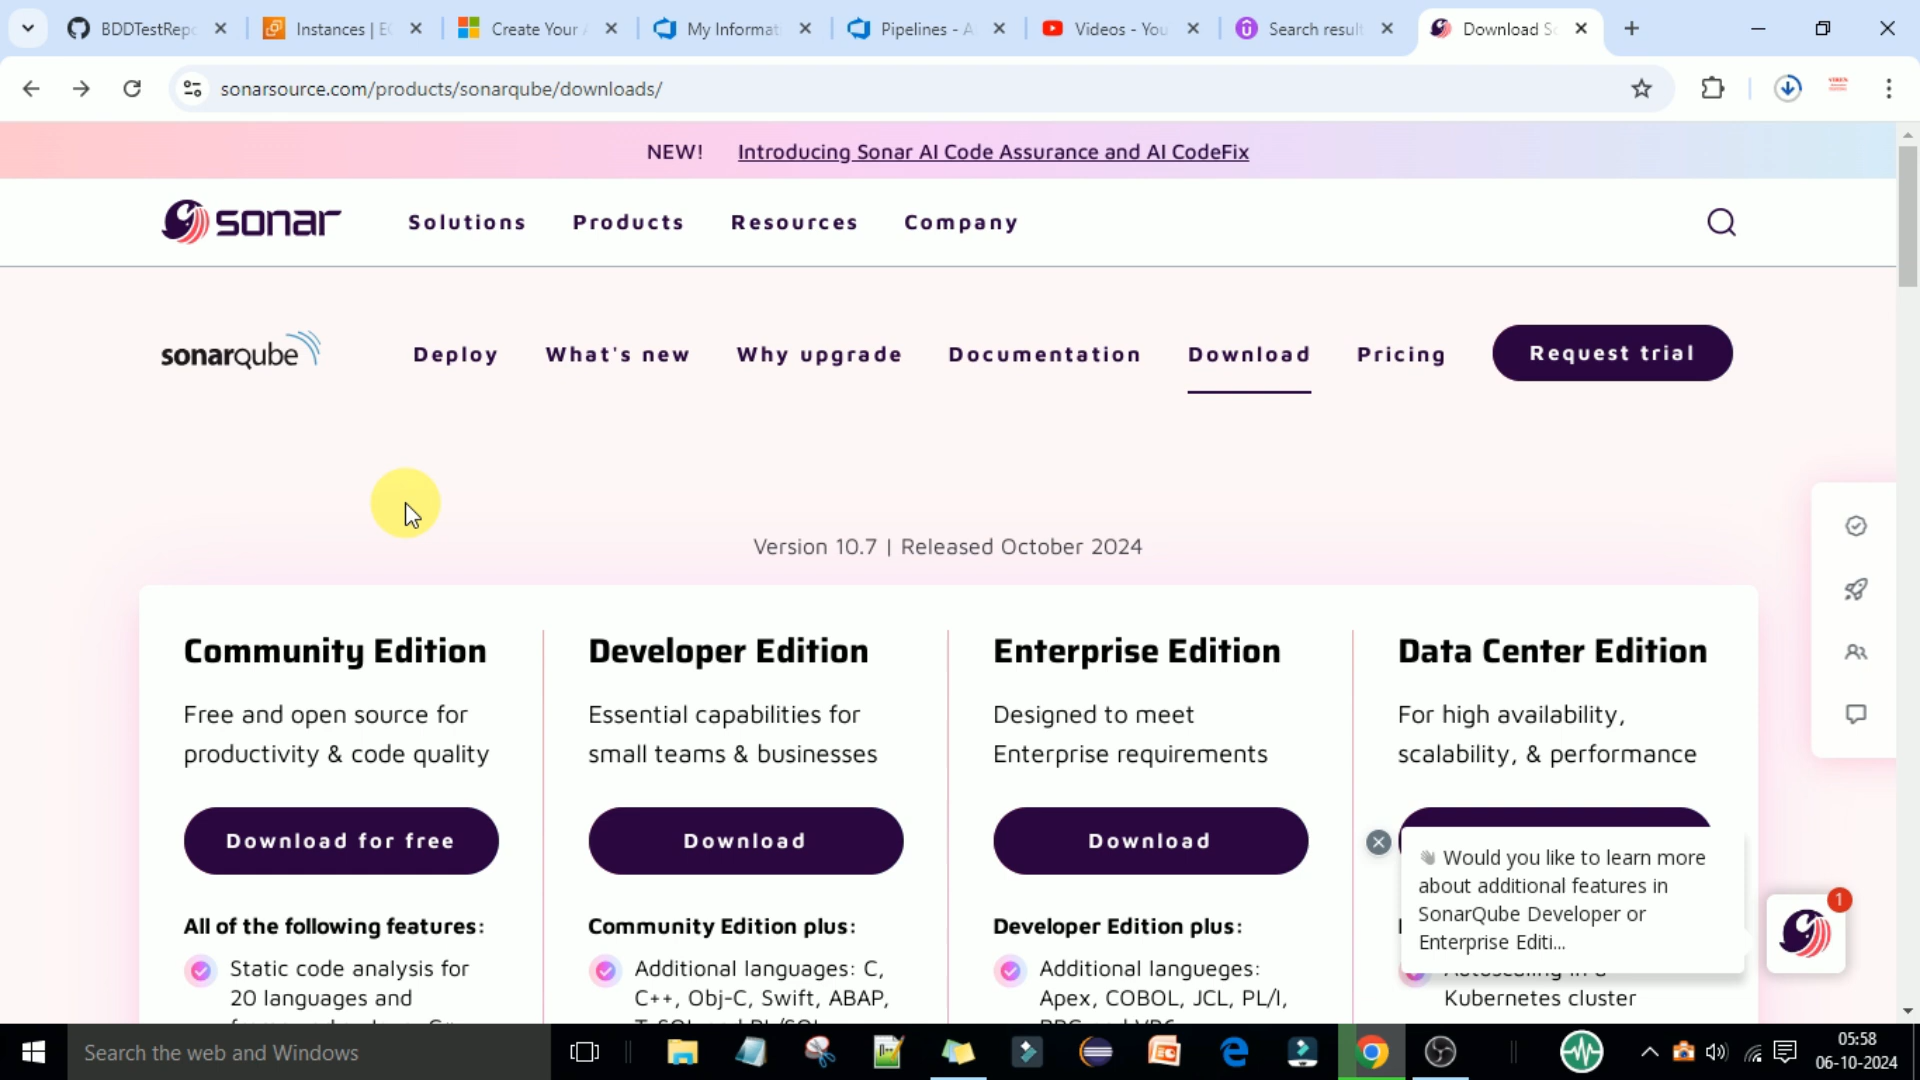 BDDTestRepo
Instances | EC
Create Your A
My Informat
Pipelines - A
Videos - You
Search result
Download So
sonarsource.com/products/sonarqube/downloads/
NEW! Introducing Sonar AI Code Assurance and AI CodeFix
sonar
Solutions
Products
Resources
Company
sonarqube
Deploy
What's new
Why upgrade
Documentation
Download
Pricing
Request trial
Version 10.7 | Released October 2024
Community Edition
Free and open source for
productivity & code quality
Download for free
All of the following features:
Static code analysis for
20 languages and
Developer Edition
Essential capabilities for
small teams & businesses
Download
Community Edition plus:
Additional languages: C,
C++, Obj-C, Swift, ABAP,
Enterprise Edition
Designed to meet
Enterprise requirements
Download
Developer Edition plus:
Additional langueges:
Apex, COBOL, JCL, PL/I,
Data Center Edition
For high availability,
scalability, & performance
Kubernetes cluster
👋 Would you like to learn more
about additional features in
SonarQube Developer or
Enterprise Editi...
1
Search the web and Windows
05:58
06-10-2024